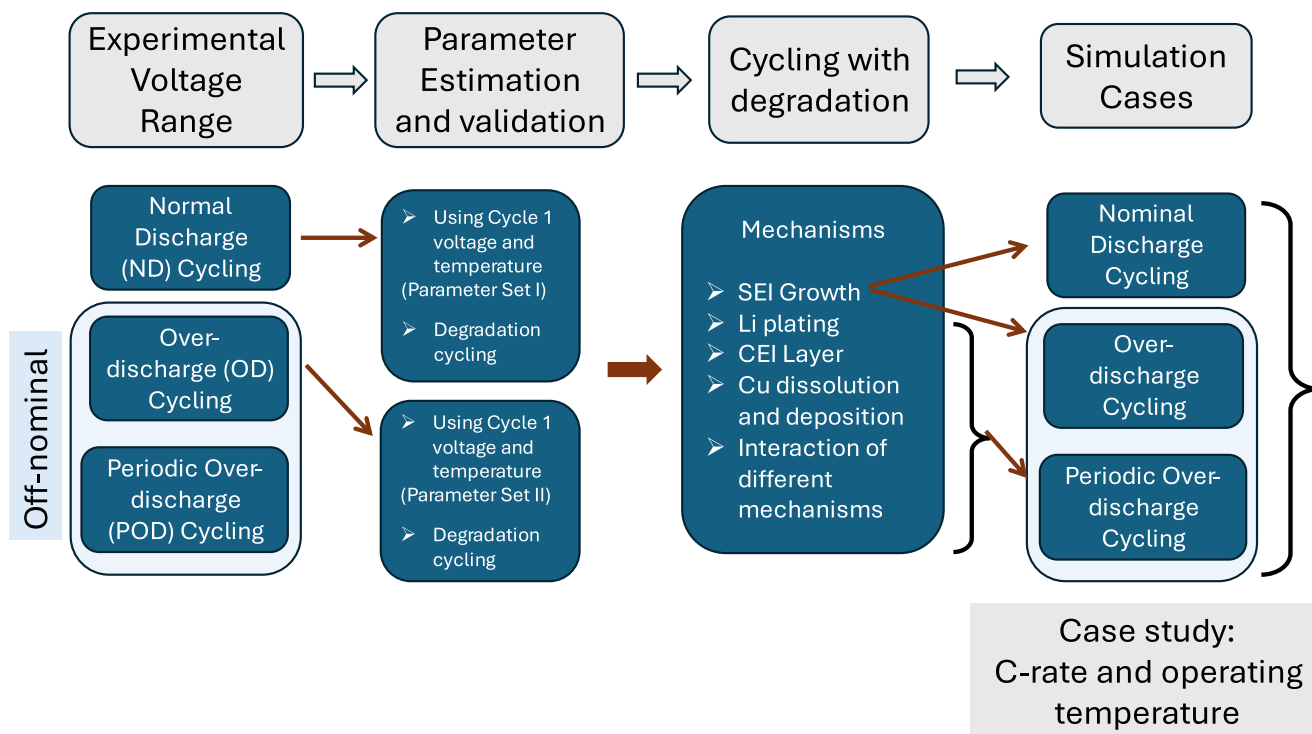 Experimental
Voltage
Range
Parameter
Estimation
and validation
Cycling with
degradation
Simulation
Cases
Normal
Discharge
(ND) Cycling
Off-nominal
Over-
discharge (OD)
Cycling
Periodic Over-
discharge
(POD) Cycling
Using Cycle 1
voltage and
temperature
(Parameter Set I)
Degradation
cycling
Using Cycle 1
voltage and
temperature
(Parameter Set II)
Degradation
cycling
Mechanisms
SEI Growth
Li plating
CEI Layer
Cu dissolution
and deposition
Interaction of
different
mechanisms
Nominal
Discharge
Cycling
Over-
discharge
Cycling
Periodic Over-
discharge
Cycling
Case study:
C-rate and operating
temperature